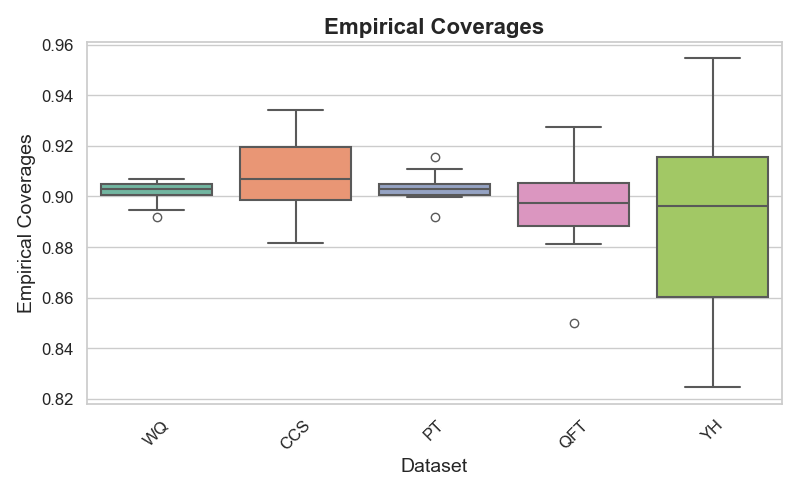 Empirical Coverages
Empirical Coverages
0.96
0.94
0.92
0.90
0.88
0.86
0.84
0.82
WQ
CCS
PT
QFT
YH
Dataset